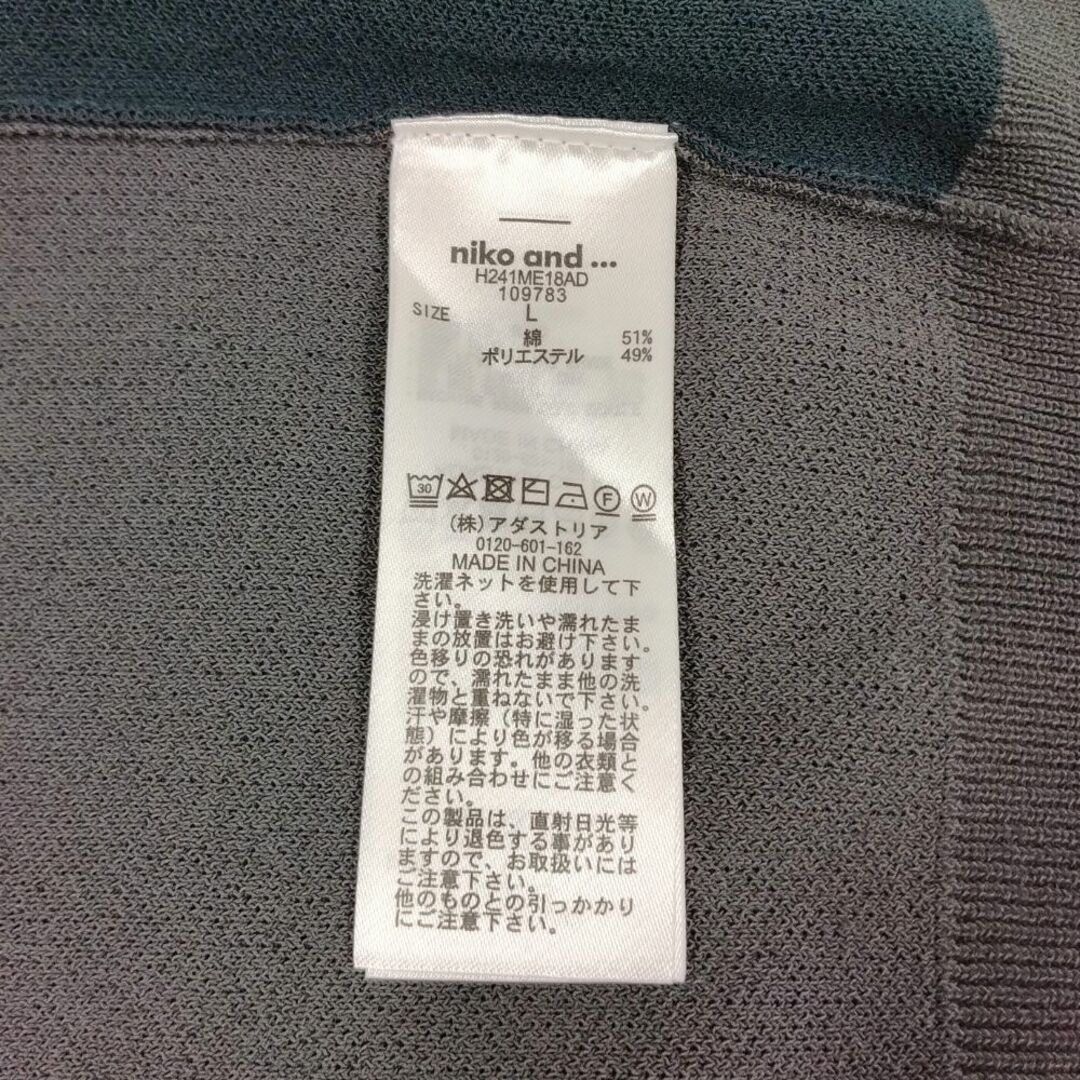 niko and ...
H241ME18AD
109783
SIZE L
綿 51%
ポリエステル 49%
30 F W
(株)アダストリア
0120-601-162
MADE IN CHINA
洗濯ネットを使用して下
さい。
浸け置き洗いや濡れたま
まの放置はお避け下さい。
色移りの恐れがあります
ので、濡れたまま他の洗
濯物と重ねないで下さい。
汗や摩擦(特に湿った状
態)により色が移る場合
があります。他の衣類と
の組み合わせにご注意く
ださい。
この製品は、直射日光等
により退色する事があり
ますので、お取扱いには
ご注意下さい。
他のものとの引っかかり
にご注意下さい。